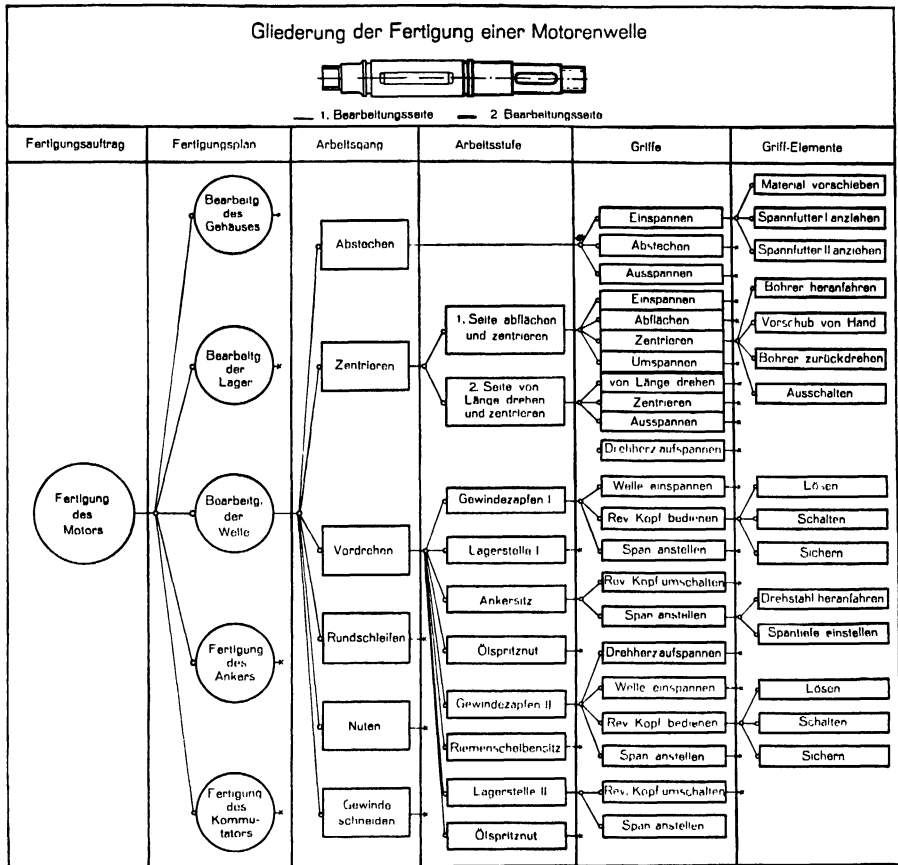 Gliederung der Fertigung einer Motorenwelle
1. Bearbeitungsseite
2 Bearbeitungsseite
Fertigungsauftrag
Fertigungsplan
Arbeitsgang
Arbeitsstufe
Griffe
Griff-Elemente
Fertigung
des
Motors
Bearbeitg
des
Gehäuses
Bearbeitg
der
Lager
Bearbeitg.
der
Welle
Fertigung
des
Ankers
Fertigung
des
Kommu-
tators
Abstechen
Zentrieren
Vordrehen
Rundschleifen
Nuten
Gewinde
schneiden
1. Seite abflächen
und zentrieren
2. Seite von
Länge drehen
und zentrieren
Gewindezapfen I
Lagerstelle I
Ankersitz
Ölspritznut
Gewindezapfen II
Riemenscheibensitz
Lagerstelle II
Ölspritznut
Einspannen
Abstechen
Ausspannen
Einspannen
Abflächen
Zentrieren
Umspannen
von Länge drehen
Zentrieren
Ausspannen
Drehherz aufspannen
Welle einspannen
Rev. Kopf bedienen
Span anstellen
Rev. Kopf umschalten
Span anstellen
Drehherz aufspannen
Welle einspannen
Rev. Kopf bedienen
Span anstellen
Rev. Kopf umschalten
Span anstellen
Material vorschieben
Spannfutter I anziehen
Spannfutter II anziehen
Bohrer heranfahren
Vorschub von Hand
Bohrer zurückdrehen
Ausschalten
Lösen
Schalten
Sichern
Drehstahl heranfahren
Spantiefe einstellen
Lösen
Schalten
Sichern